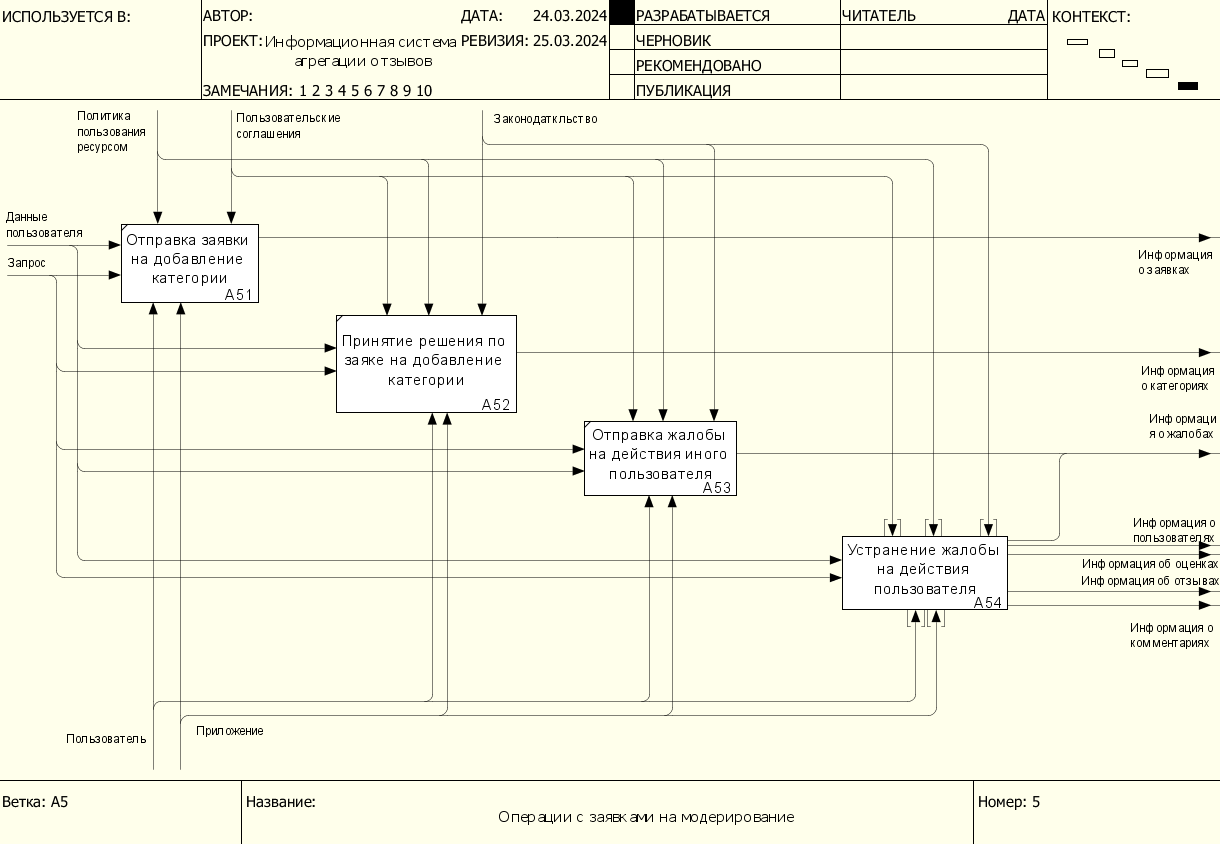 ИСПОЛЬЗУЕТСЯ В:
АВТОР:
ДАТА: 24.03.2024
ПРОЕКТ: Информационная система
агрегации отзывов
РЕВИЗИЯ: 25.03.2024
ЗАМЕЧАНИЯ: 1 2 3 4 5 6 7 8 9 10
РАЗРАБАТЫВАЕТСЯ
ЧЕРНОВИК
РЕКОМЕНДОВАНО
ПУБЛИКАЦИЯ
ЧИТАТЕЛЬ
ДАТА
КОНТЕКСТ:
Политика
пользования
ресурсом
Пользовательские
соглашения
Законодаткльство
Данные
пользователя
Запрос
Отправка заявки
на добавление
категории
A51
Информация
о заявках
Принятие решения по
заяке на добавление
категории
A52
Информация
о категориях
Отправка жалобы
на действия иного
пользователя
A53
Информаци
я о жалобах
Устранение жалобы
на действия
пользователя
A54
Информация о
пользователях
Информация об оценках
Информация об отзывах
Информация о
комментариях
Пользователь
Приложение
Ветка: A5
Название:
Операции с заявками на модерирование
Номер: 5